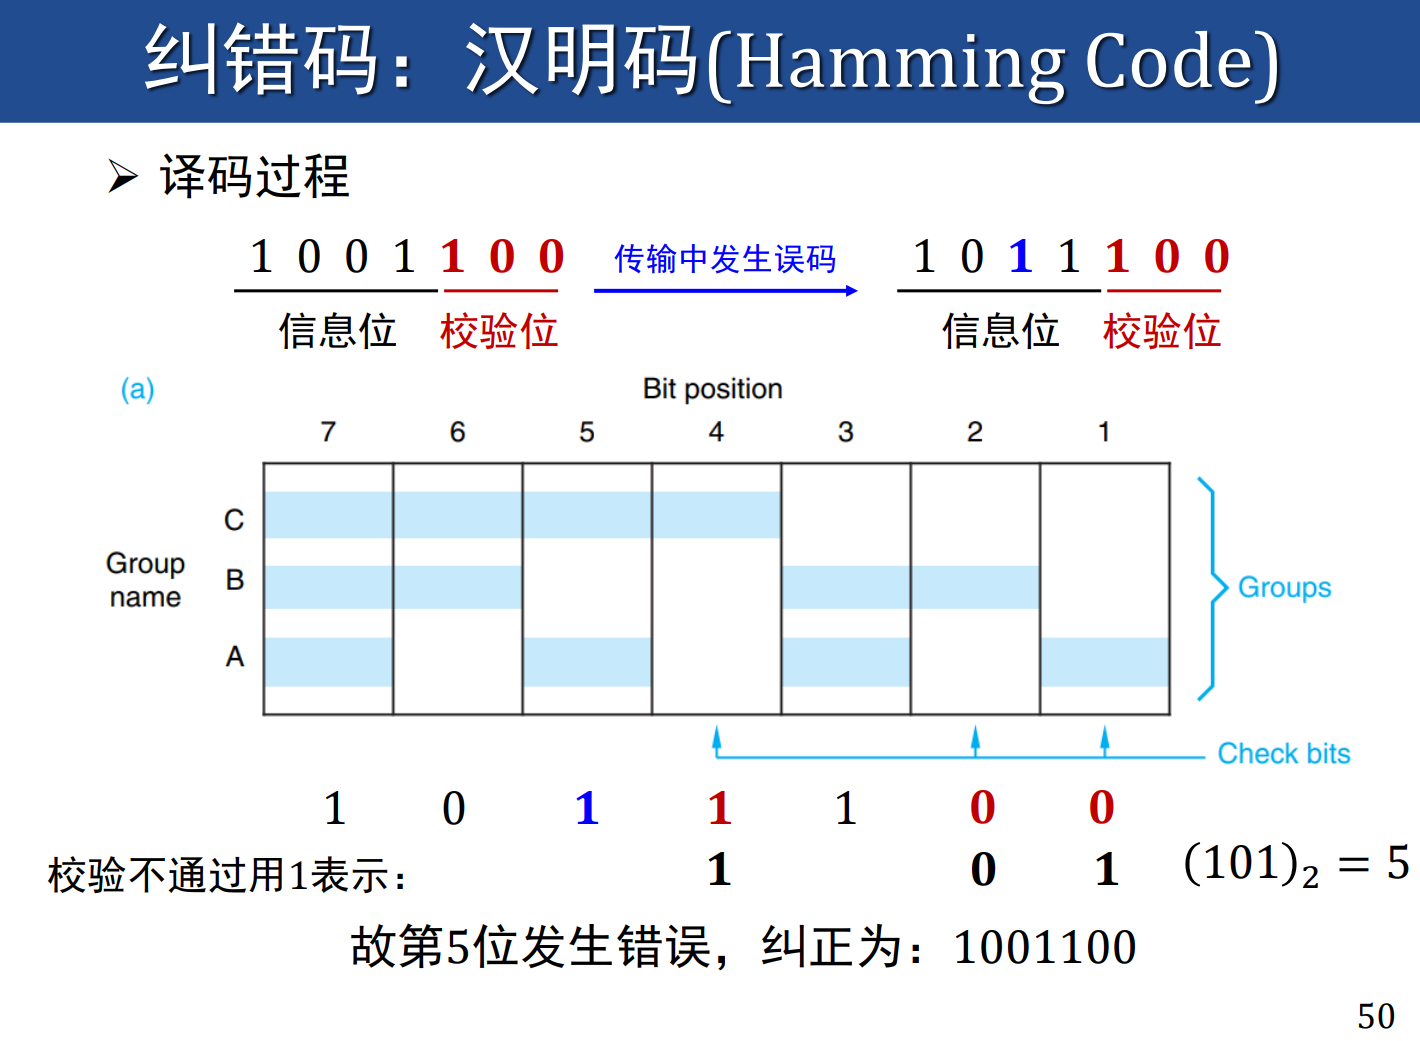 纠错码：汉明码(Hamming Code)
➢ 译码过程
1 0 0 1 1 0 0 传输中发生误码 1 0 1 1 1 0 0
信息位 校验位 信息位 校验位
(a) Bit position
7 6 5 4 3 2 1
C
Group name
B
Groups
A
Check bits
1 0 1 1 1 0 0
校验不通过用1表示： 1 0 1 (101)₂ = 5
故第5位发生错误，纠正为：1001100
50